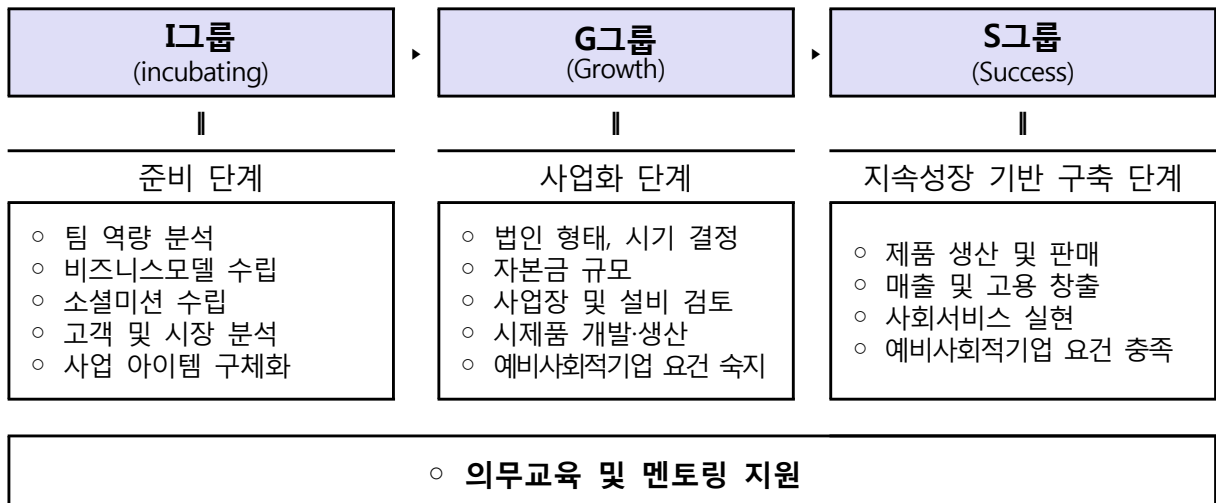 I그룹
(incubating)
▸
G그룹
(Growth)
▸
S그룹
(Success)
∥
∥
∥
준비 단계
사업화 단계
지속성장 기반 구축 단계
○ 팀 역량 분석
○ 비즈니스모델 수립
○ 소셜미션 수립
○ 고객 및 시장 분석
○ 사업 아이템 구체화
○ 법인 형태, 시기 결정
○ 자본금 규모
○ 사업장 및 설비 검토
○ 시제품 개발·생산
○ 예비사회적기업 요건 숙지
○ 제품 생산 및 판매
○ 매출 및 고용 창출
○ 사회서비스 실현
○ 예비사회적기업 요건 충족
○ 의무교육 및 멘토링 지원